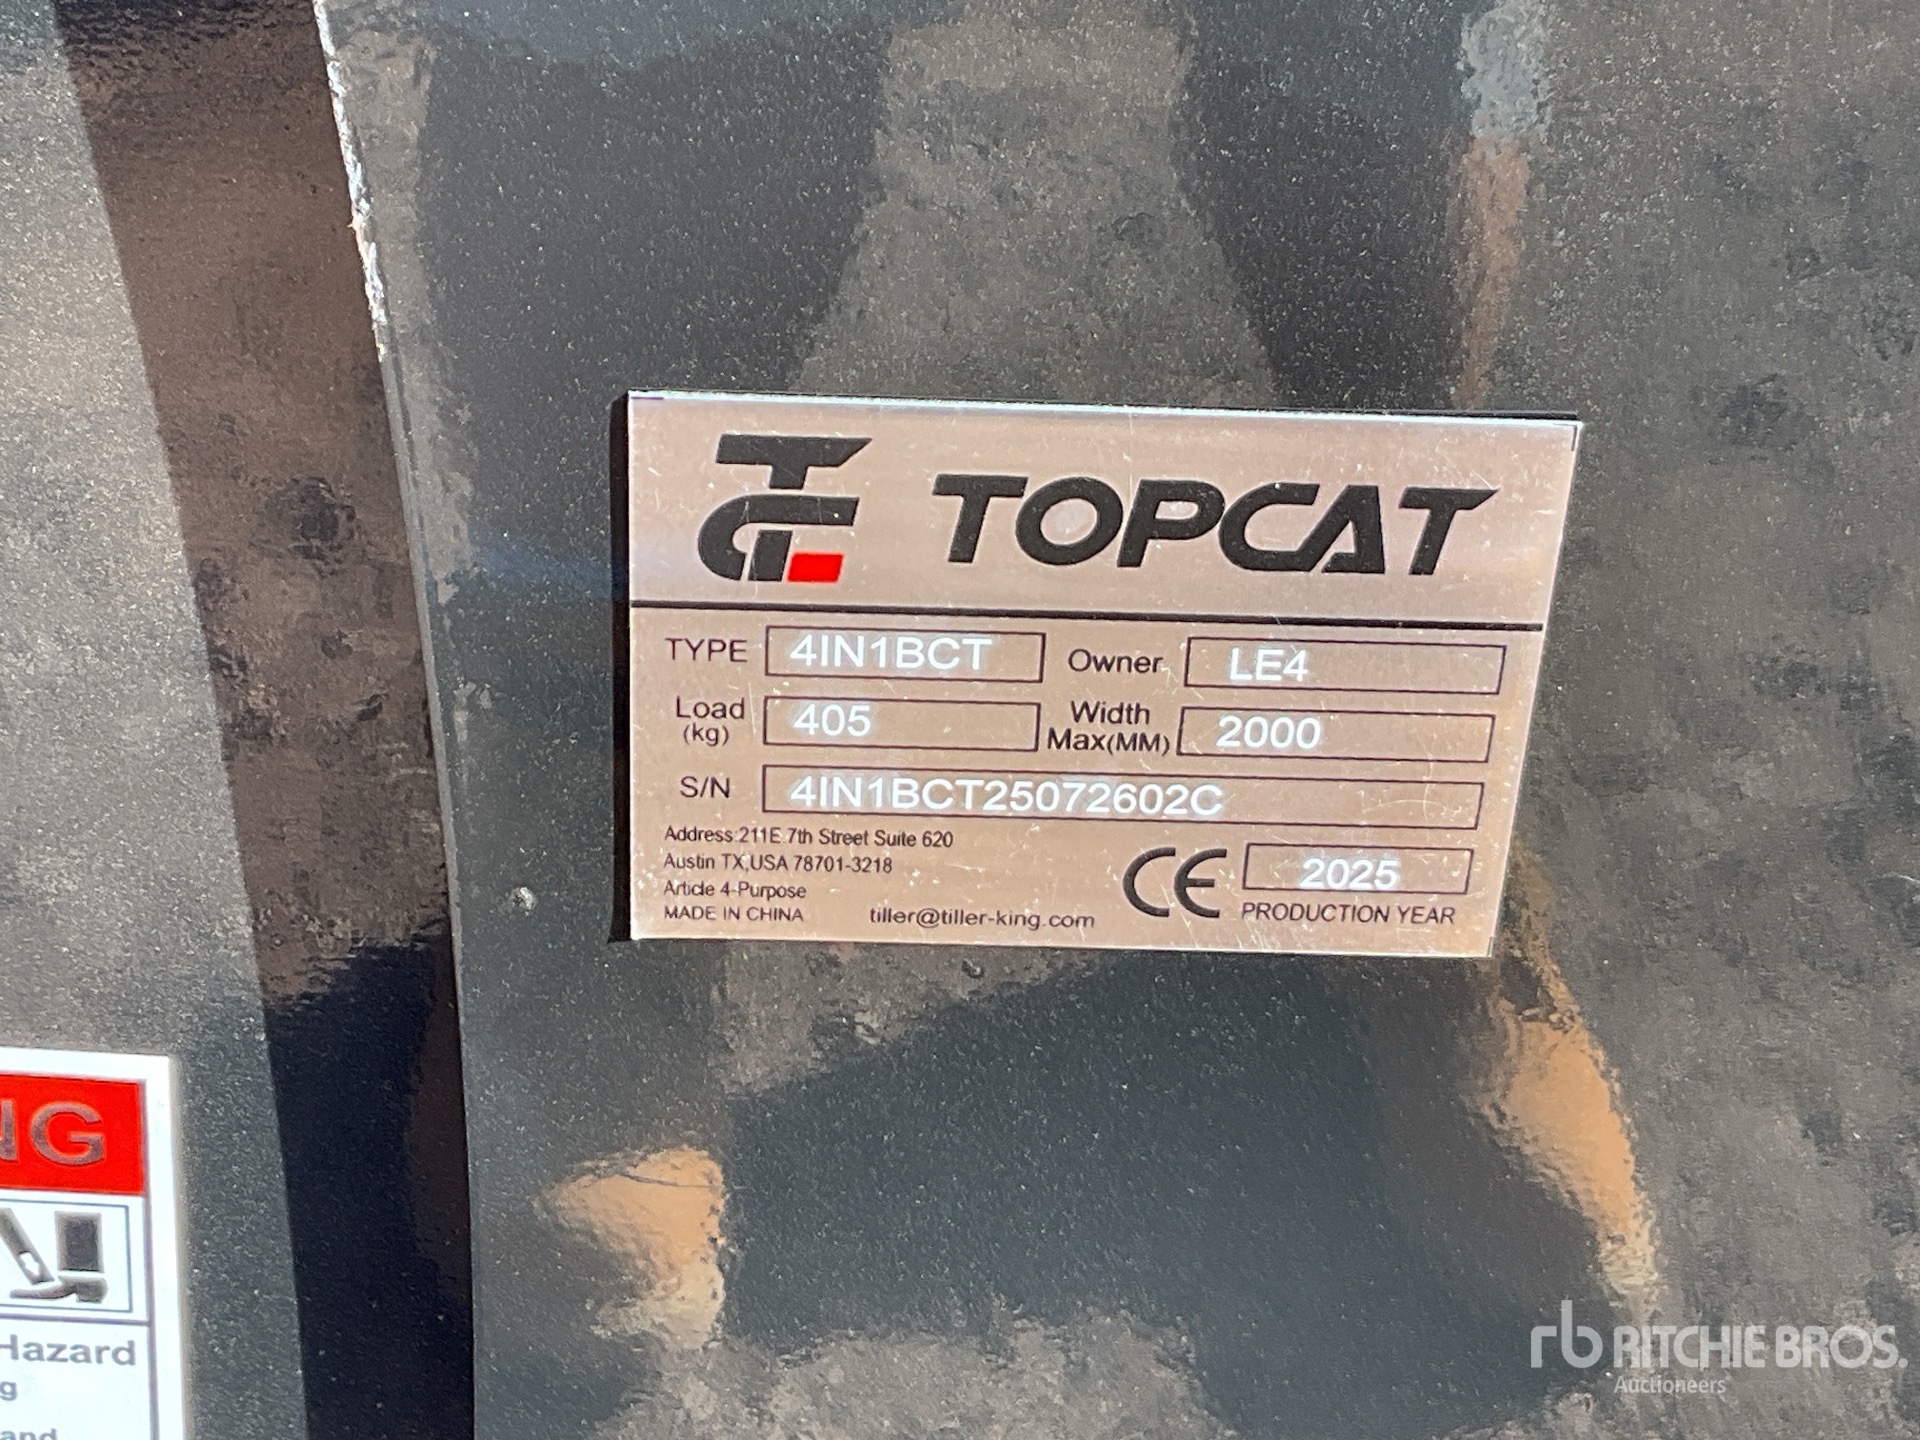 TOPCAT
TYPE 4IN1BCT Owner LE4
Load (kg) 405 Width Max(MM) 2000
S/N 4IN1BCT25072602C
Address:211E.7th Street Suite 620
Austin TX,USA 78701-3218
Article 4-Purpose
MADE IN CHINA tiller@tiller-king.com
CE 2025
PRODUCTION YEAR
NG
Hazard
g
and
rb RITCHIE BROS.
Auctioneers